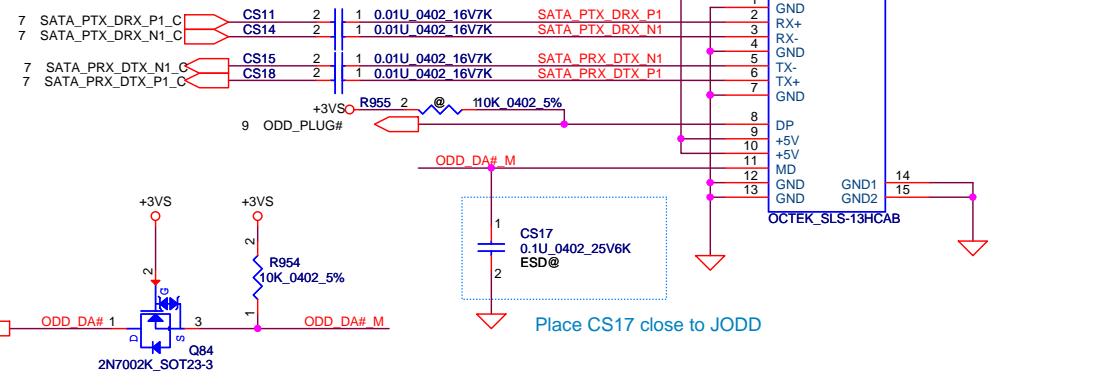 1 GND
7 SATA_PTX_DRX_P1_C CS11 2 1 0.01U_0402_16V7K SATA_PTX_DRX_P1 2 RX+
7 SATA_PTX_DRX_N1_C CS14 2 1 0.01U_0402_16V7K SATA_PTX_DRX_N1 3 RX-
4 GND
7 SATA_PRX_DTX_N1_C CS15 2 1 0.01U_0402_16V7K SATA_PRX_DTX_N1 5 TX-
7 SATA_PRX_DTX_P1_C CS18 2 1 0.01U_0402_16V7K SATA_PRX_DTX_P1 6 TX+
7 GND
+3VS R955 2 @ 1 10K_0402_5%
9 ODD_PLUG# 8 DP
9 +5V
10 +5V
ODD_DA#_M 11 MD
12 GND GND1 14
13 GND GND2 15
OCTEK_SLS-13HCAB
+3VS +3VS
1
CS17
0.1U_0402_25V6K
ESD@
2
2 G
2 R954
10K_0402_5%
1
ODD_DA# 1 D S 3 ODD_DA#_M
Q84
2N7002K_SOT23-3
Place CS17 close to JODD